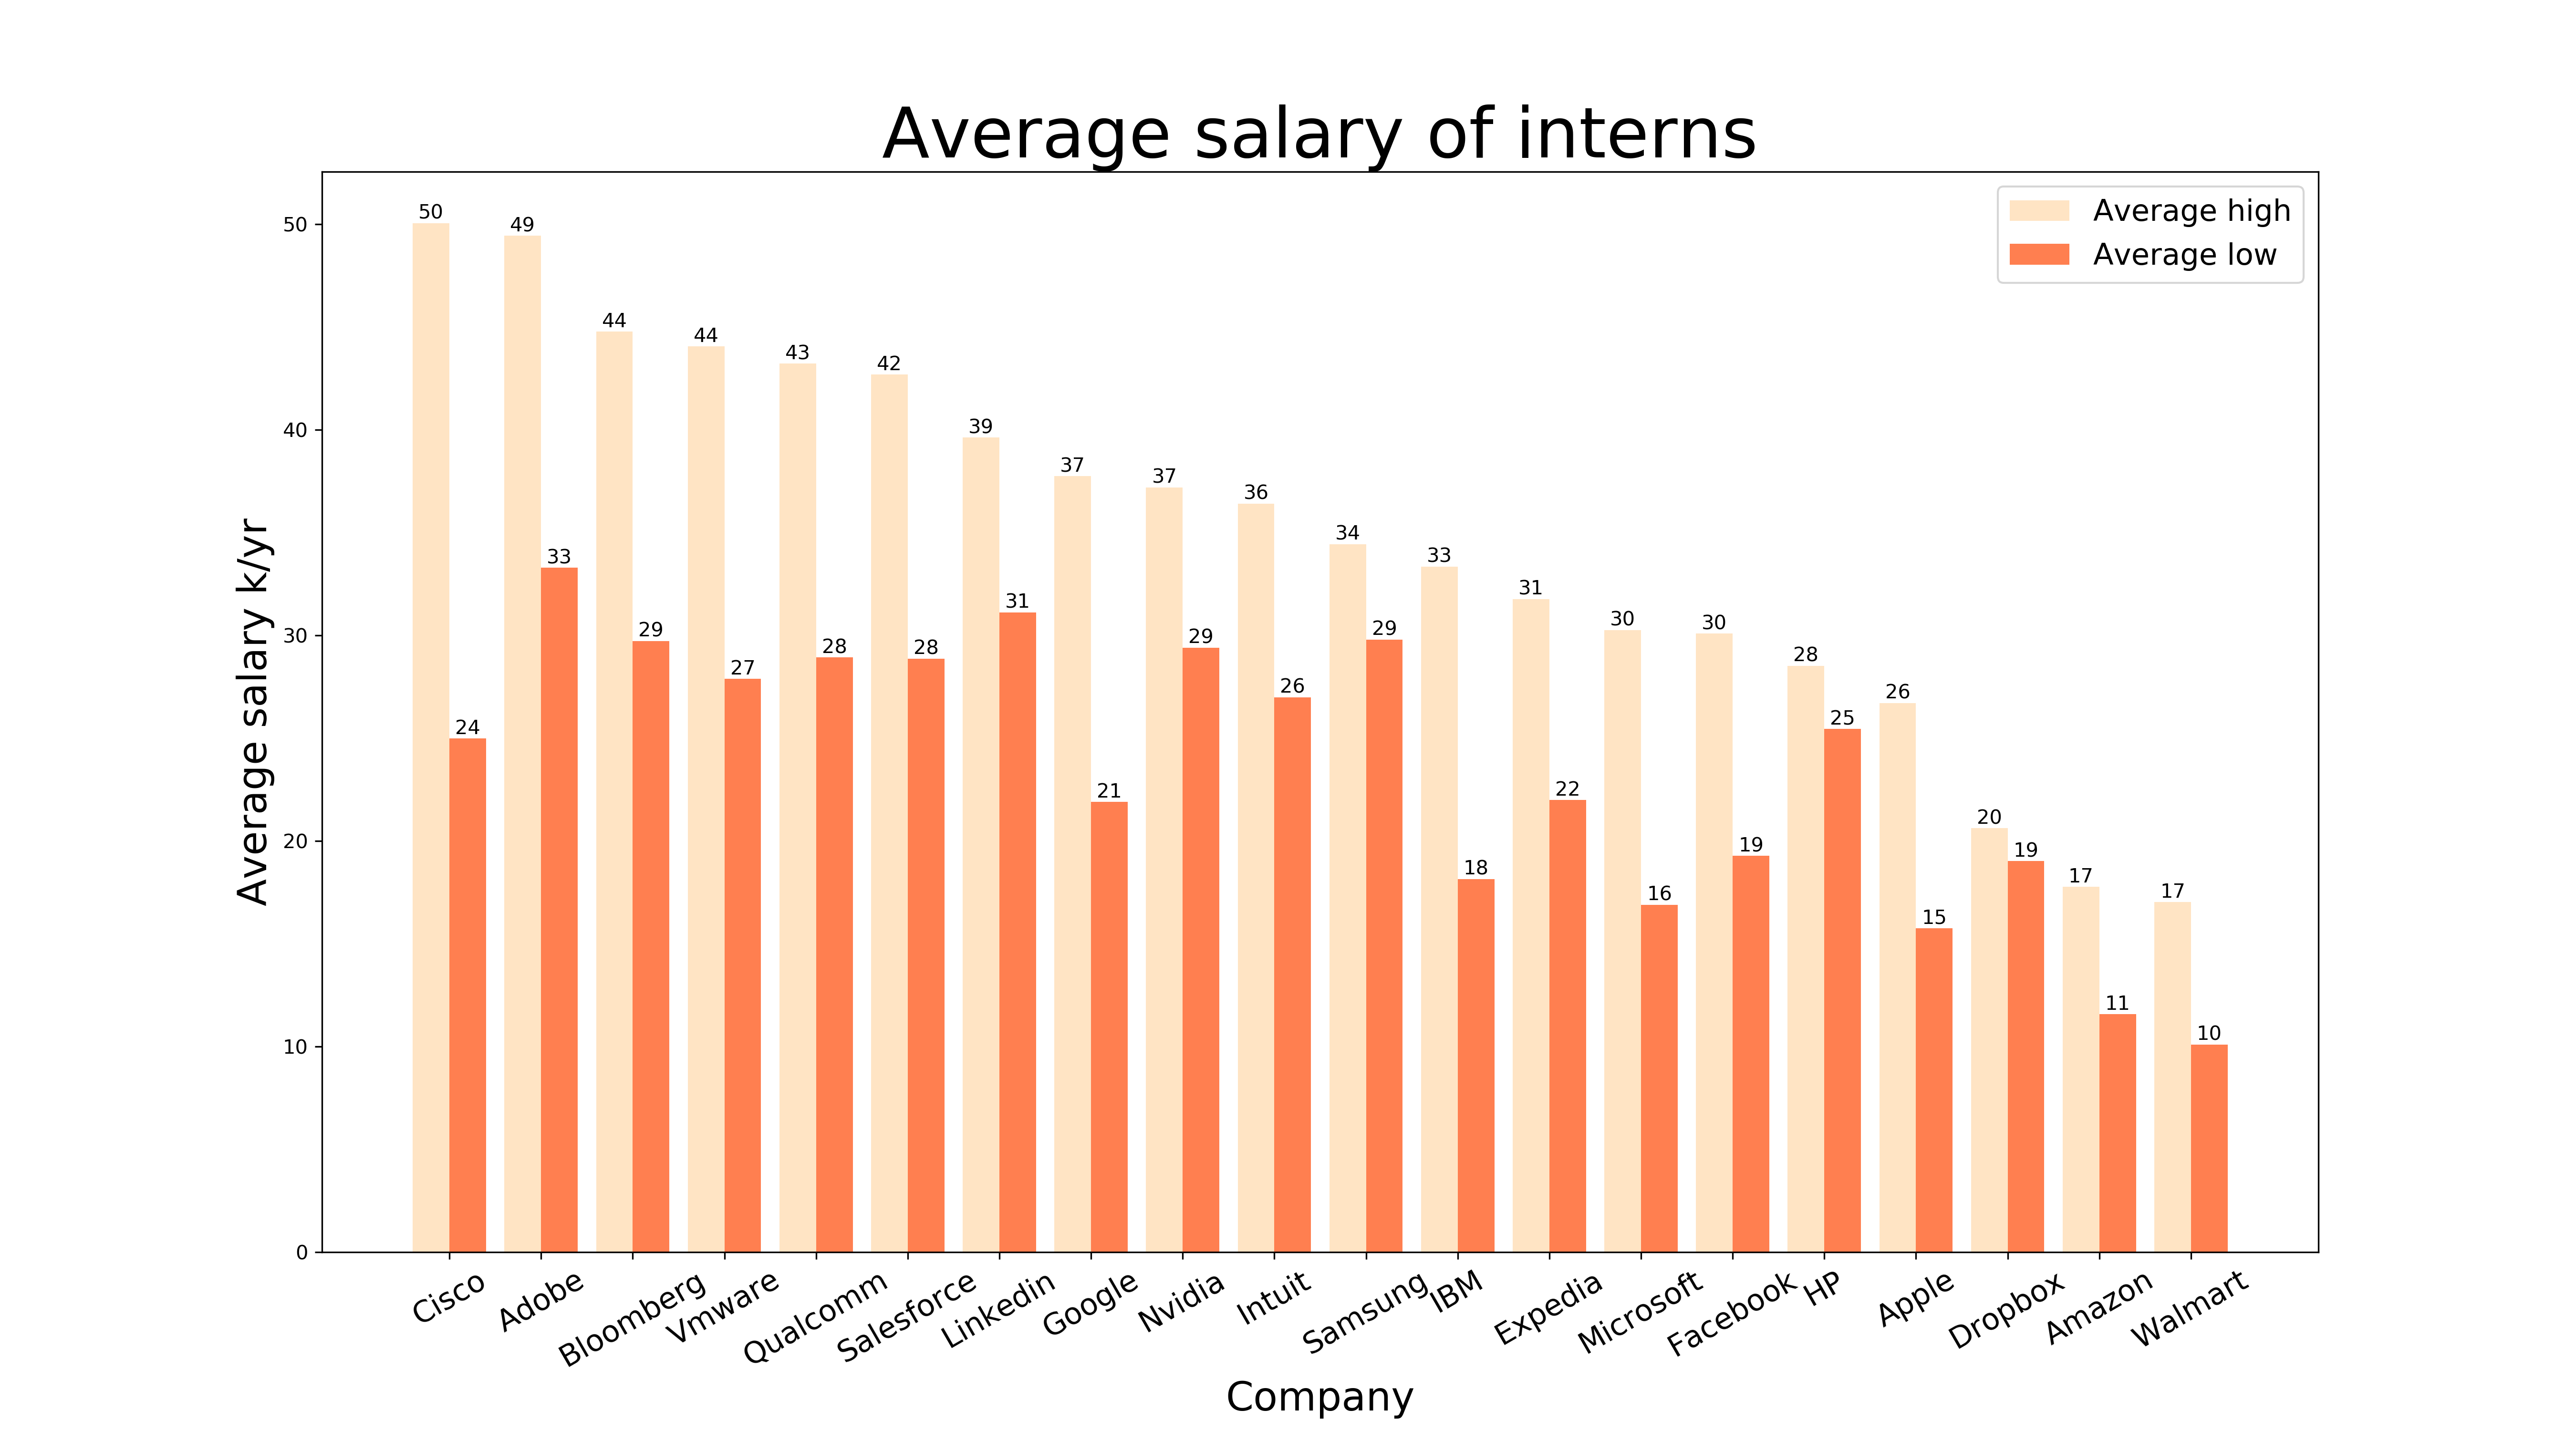 Average salary of interns
Average high
Average low
Average salary k/yr
50
40
30
20
10
0
50 24
49 33
44 29
44 27
43 28
42 28
39 31
37 21
37 29
36 26
34 29
33 18
31 22
30 16
30 19
28 25
26 15
20 19
17 11
17 10
Cisco
Adobe
Bloomberg
Vmware
Qualcomm
Salesforce
Linkedin
Google
Nvidia
Intuit
Samsung
IBM
Expedia
Microsoft
Facebook
HP
Apple
Dropbox
Amazon
Walmart
Company